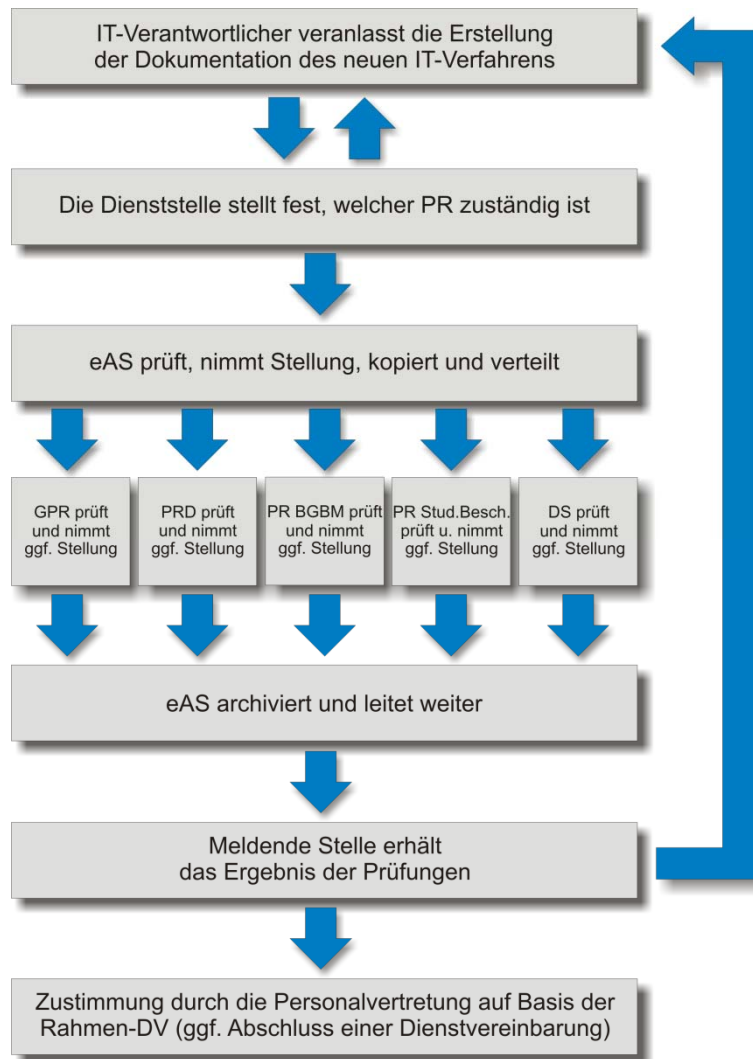 IT-Verantwortlicher veranlasst die Erstellung
der Dokumentation des neuen IT-Verfahrens
Die Dienststelle stellt fest, welcher PR zuständig ist
eAS prüft, nimmt Stellung, kopiert und verteilt
GPR prüft
und nimmt
ggf. Stellung
PRD prüft
und nimmt
ggf. Stellung
PR BGBM prüft
und nimmt
ggf. Stellung
PR Stud.Besch.
prüft u. nimmt
ggf. Stellung
DS prüft
und nimmt
ggf. Stellung
eAS archiviert und leitet weiter
Meldende Stelle erhält
das Ergebnis der Prüfungen
Zustimmung durch die Personalvertretung auf Basis der
Rahmen-DV (ggf. Abschluss einer Dienstvereinbarung)